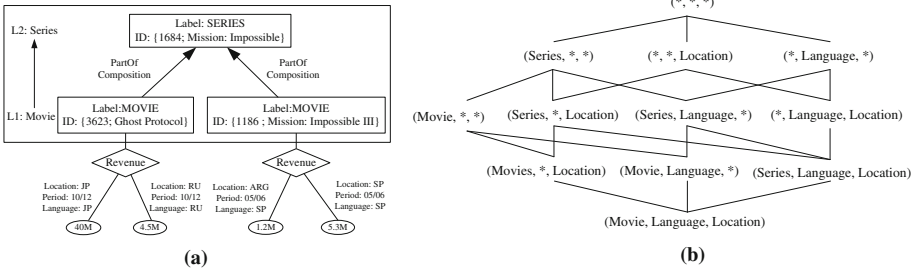 Label: SERIES
ID: {1684; Mission: Impossible}
L2: Series
PartOf
Composition
PartOf
Composition
L1: Movie
Label:MOVIE
ID: {3623; Ghost Protocol}
Label:MOVIE
ID: {1186 ; Mission: Impossible III}
Revenue
Revenue
Location: JP
Period: 10/12
Language: JP
Location: RU
Period: 10/12
Language: RU
Location: ARG
Period: 05/06
Language: SP
Location: SP
Period: 05/06
Language: SP
40M
4.5M
1.2M
5.3M
(a)
(*, *, *)
(Series, *, *)
(*, *, Location)
(*, Language, *)
(Movie, *, *)
(Series, *, Location)
(Series, Language, *)
(*, Language, Location)
(Movies, *, Location)
(Movie, Language, *)
(Series, Language, Location)
(Movie, Language, Location)
(b)